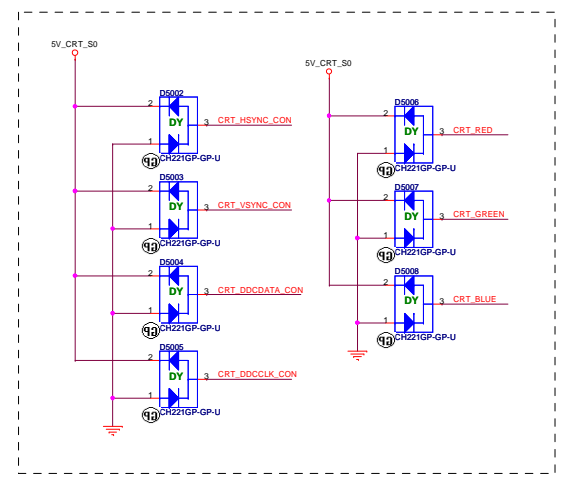 5V_CRT_S0
D5002
2
DY
3
CRT_HSYNC_CON
1
CH221GP-GP-U
D5003
2
DY
3
CRT_VSYNC_CON
1
CH221GP-GP-U
D5004
2
DY
3
CRT_DDCDATA_CON
1
CH221GP-GP-U
D5005
2
DY
3
CRT_DDCCLK_CON
1
CH221GP-GP-U
5V_CRT_S0
D5006
2
DY
3
CRT_RED
1
CH221GP-GP-U
D5007
2
DY
3
CRT_GREEN
1
CH221GP-GP-U
D5008
2
DY
3
CRT_BLUE
1
CH221GP-GP-U